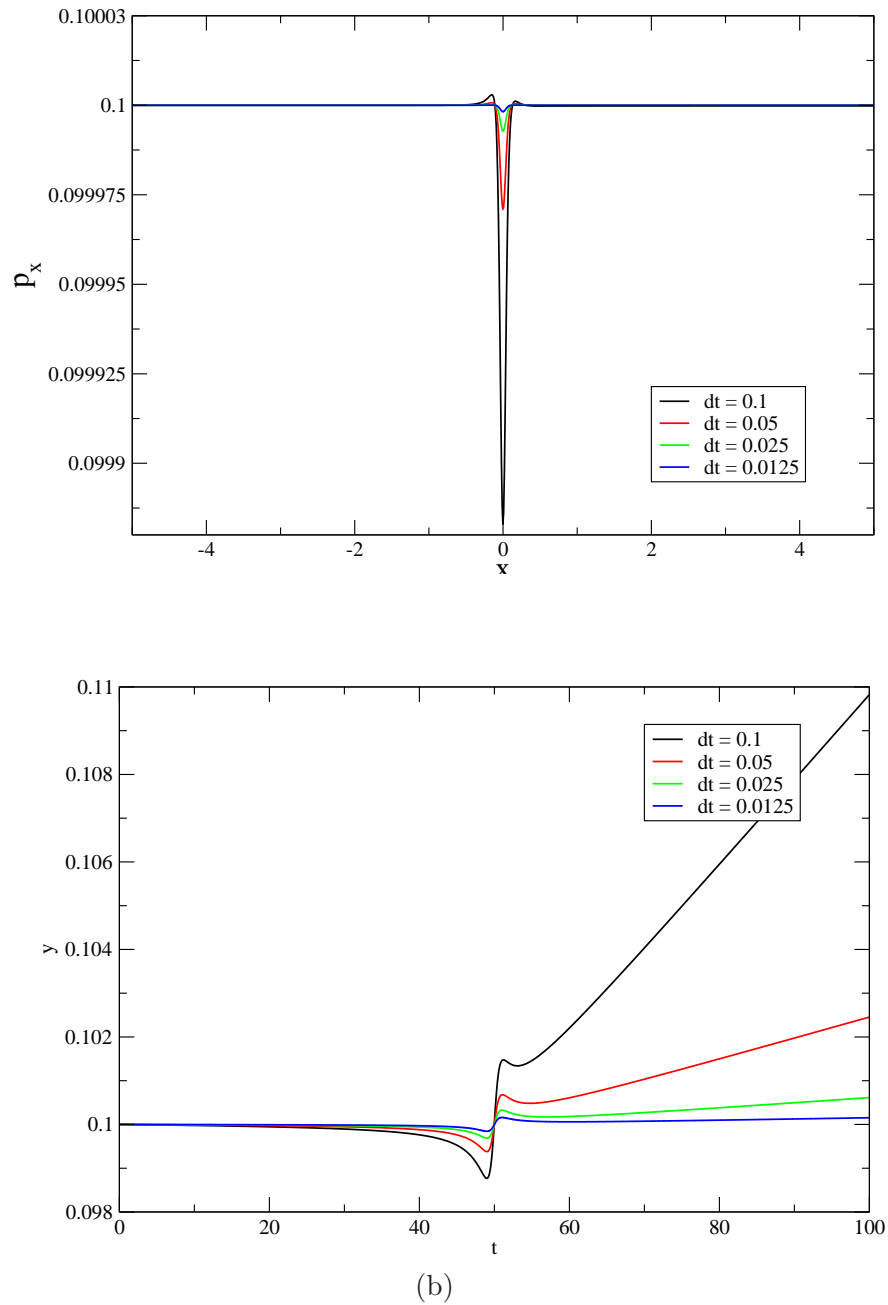 0.10003
0.1
0.099975
0.09995
0.099925
0.0999
p_x
dt = 0.1
dt = 0.05
dt = 0.025
dt = 0.0125
-4 -2 0 2 4
x
0.11
0.108
0.106
0.104
0.102
0.1
0.098
y
dt = 0.1
dt = 0.05
dt = 0.025
dt = 0.0125
0 20 40 60 80 100
t
(b)